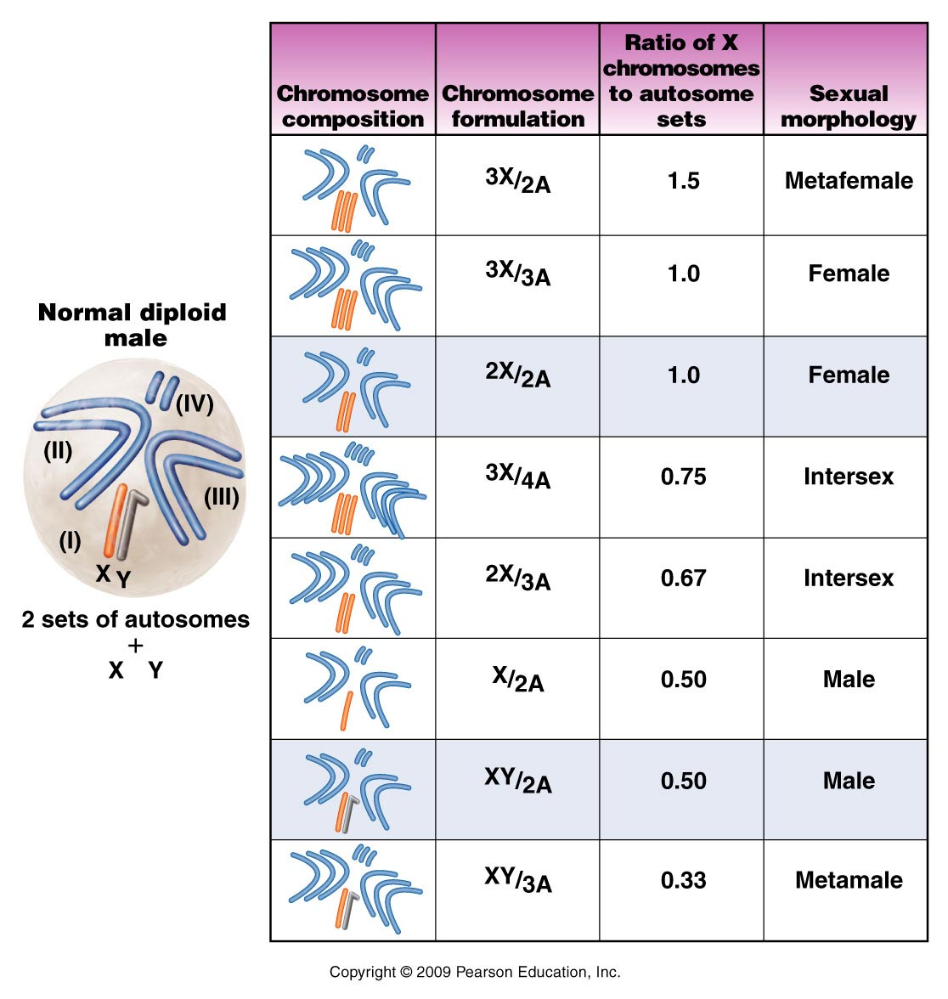 Chromosome composition
Chromosome formulation
Ratio of X chromosomes to autosome sets
Sexual morphology
3X/2A 1.5 Metafemale
3X/3A 1.0 Female
2X/2A 1.0 Female
3X/4A 0.75 Intersex
2X/3A 0.67 Intersex
X/2A 0.50 Male
XY/2A 0.50 Male
XY/3A 0.33 Metamale
Normal diploid
male
(IV)
(II)
(III)
(I)
X Y
2 sets of autosomes
+
X Y
Copyright © 2009 Pearson Education, Inc.